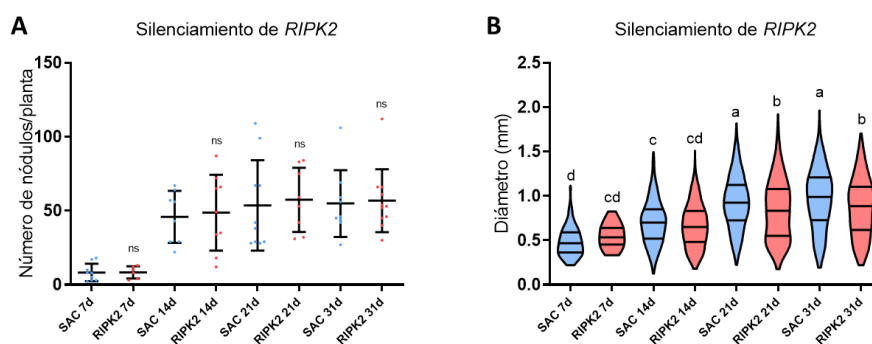 A
Silenciamiento de RIPK2
Número de nódulos/planta
150
100
50
0
ns
ns
ns
ns
SAC 7d
RIPK2 7d
SAC 14d
RIPK2 14d
SAC 21d
RIPK2 21d
SAC 31d
RIPK2 31d
B
Silenciamiento de RIPK2
Diámetro (mm)
2.5
2.0
1.5
1.0
0.5
0.0
d
cd
c
cd
a
b
a
b
SAC 7d
RIPK2 7d
SAC 14d
RIPK2 14d
SAC 21d
RIPK2 21d
SAC 31d
RIPK2 31d